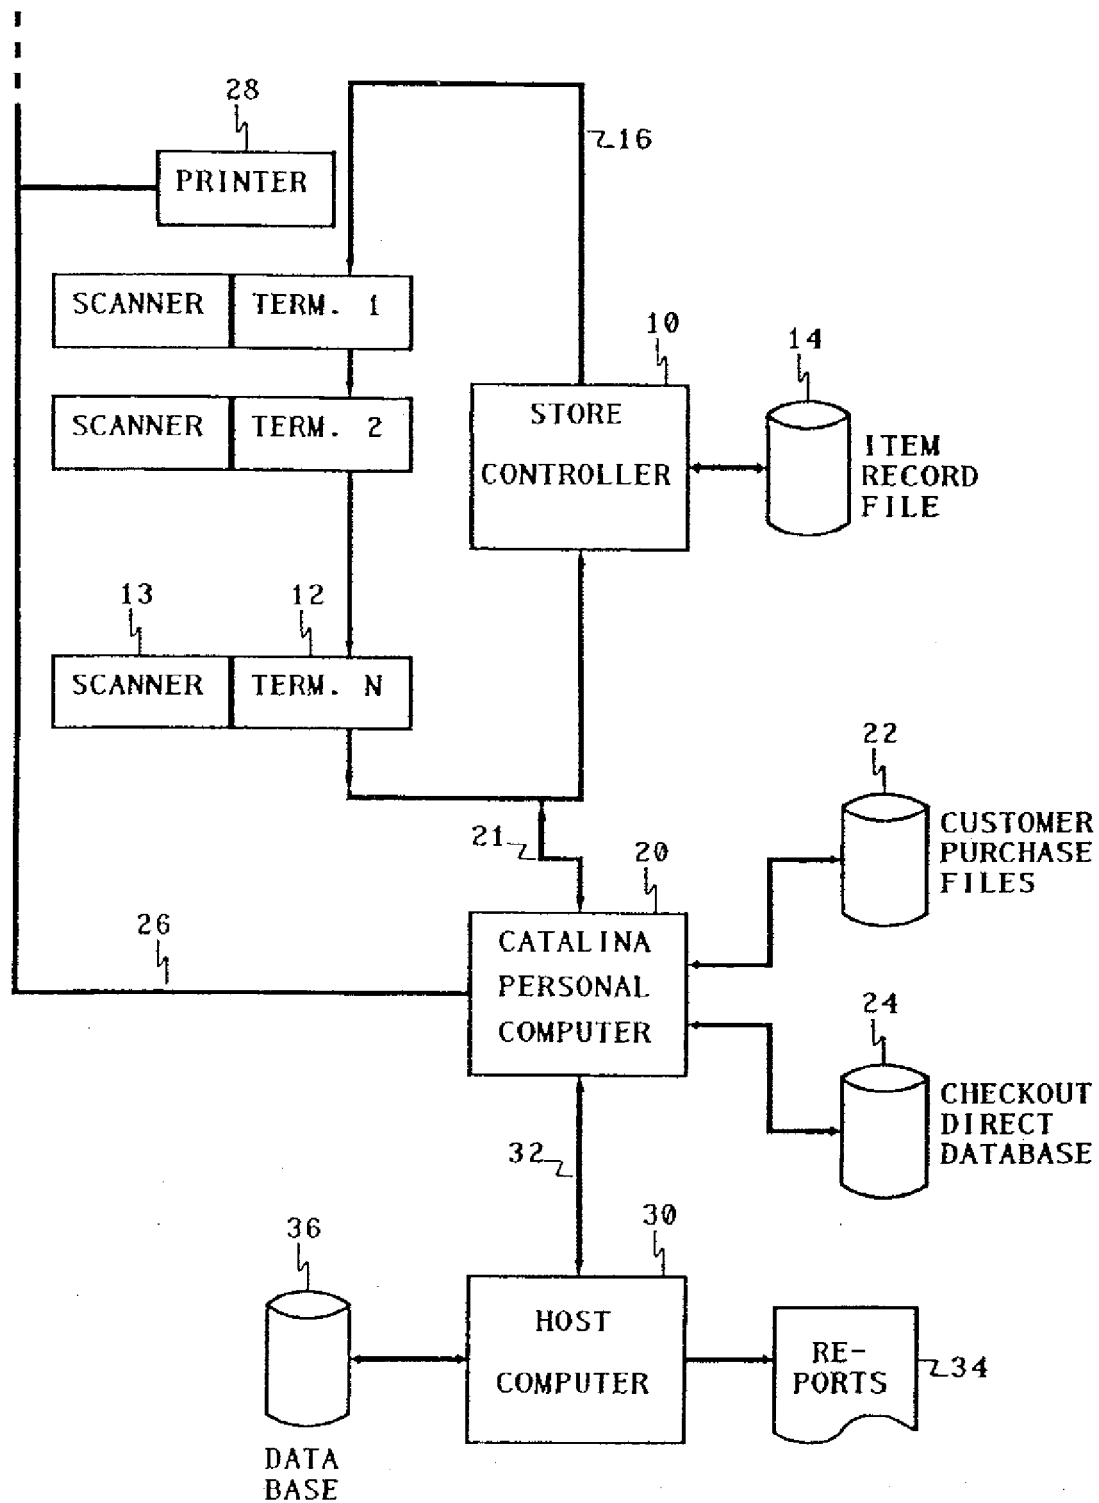 28
16
PRINTER
SCANNER TERM. 1
10
14
SCANNER TERM. 2
STORE
CONTROLLER
ITEM
RECORD
FILE
13
12
SCANNER TERM. N
22
21
20
CUSTOMER
PURCHASE
FILES
26
CATALINA
PERSONAL
COMPUTER
24
CHECKOUT
DIRECT
DATABASE
32
36
30
HOST
COMPUTER
RE-
PORTS
34
DATA
BASE